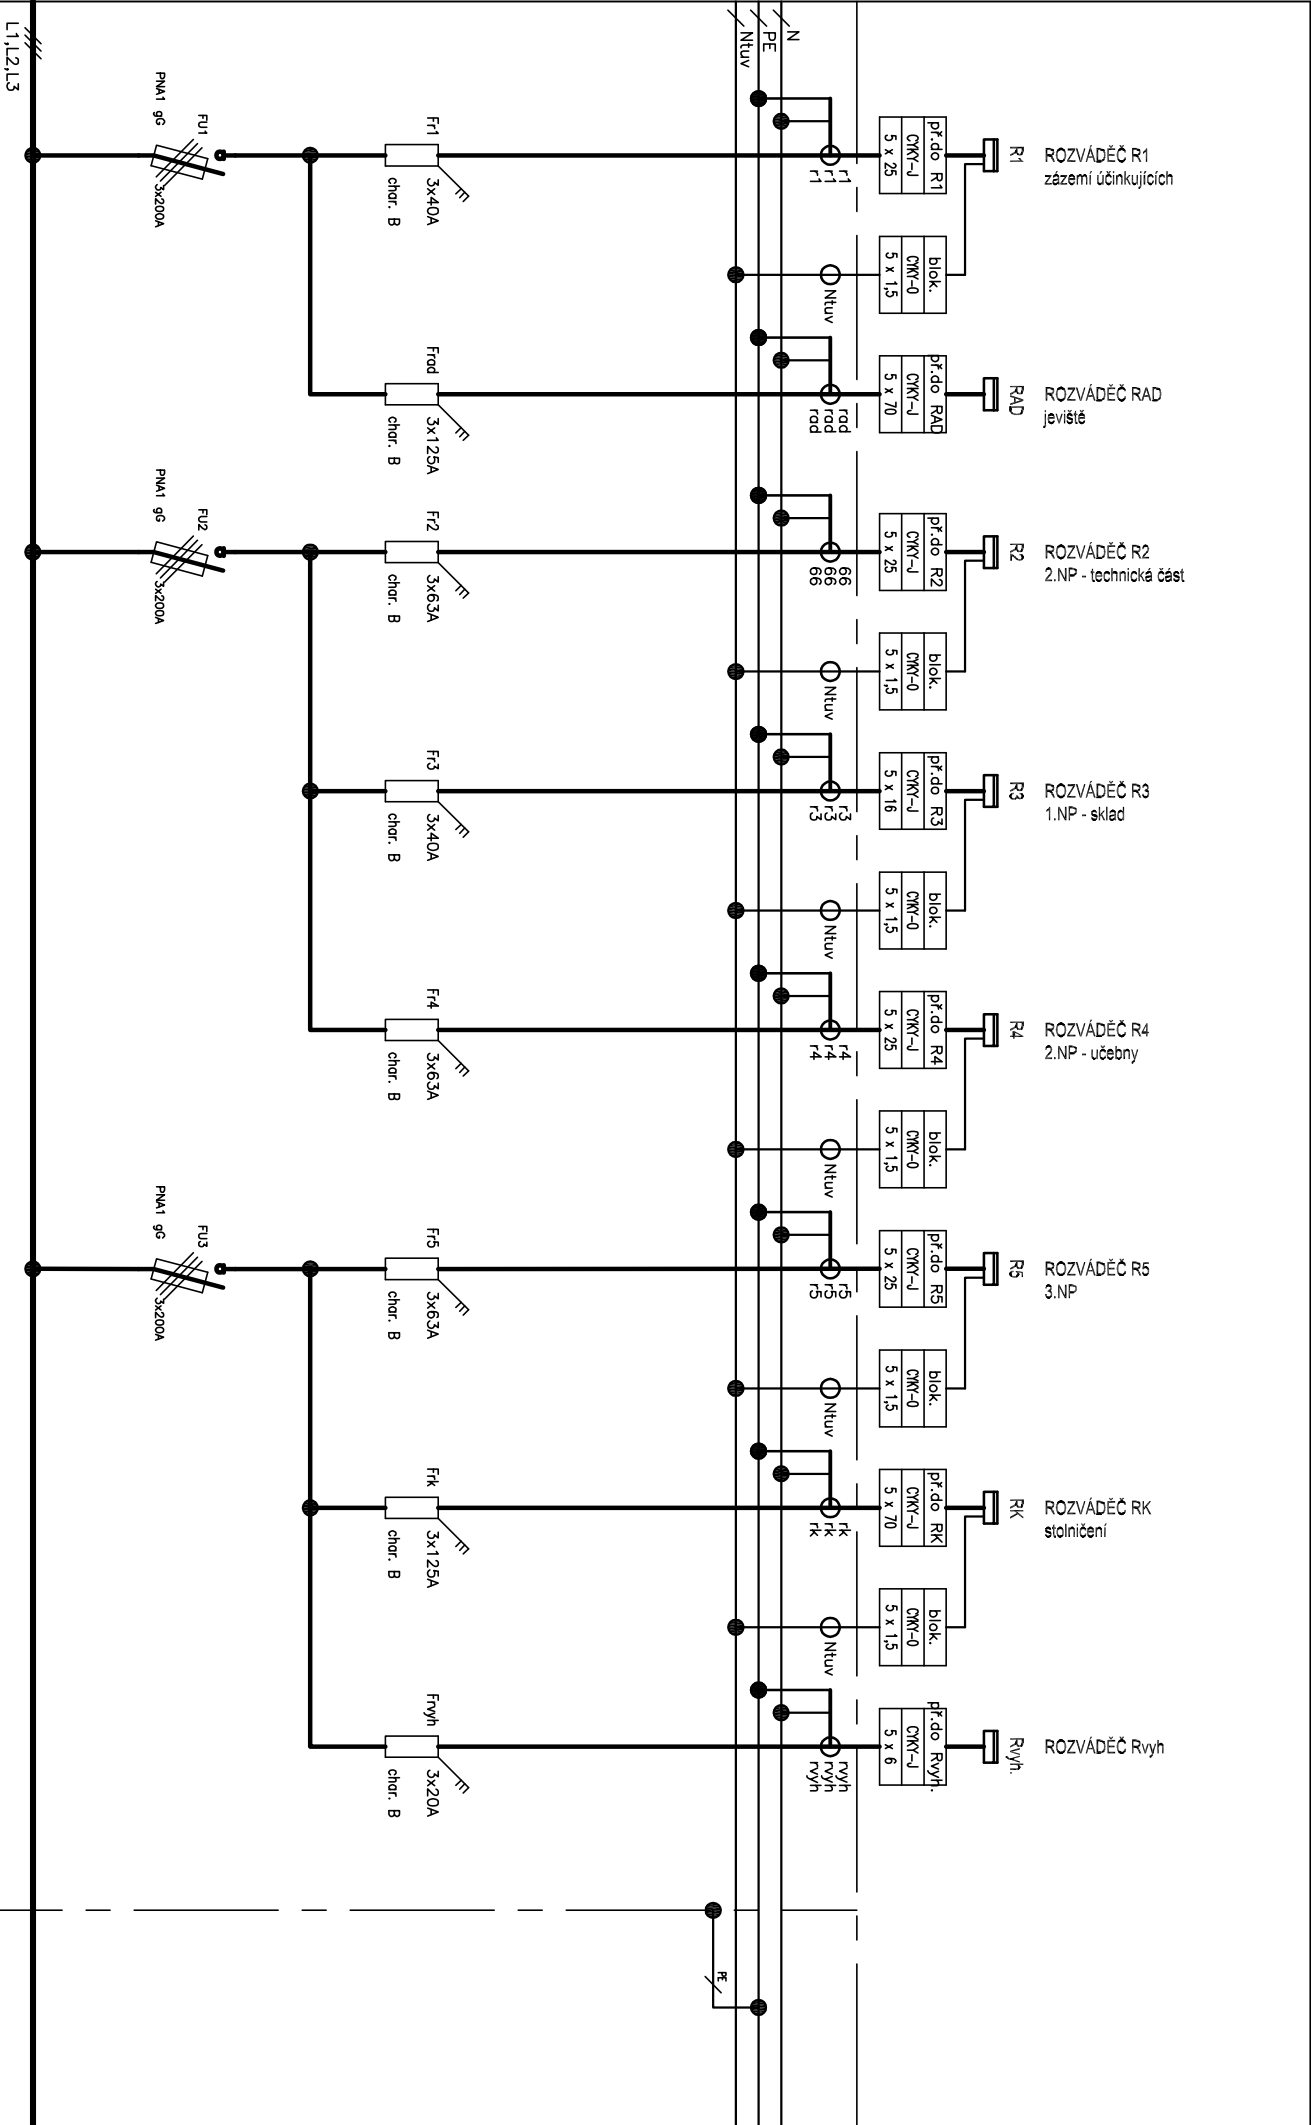 L1,L2,L3
Ntuv
PE
N
FU1
PNA1 gG
3x200A
Fr1
3x40A
char. B
r1
r1
r1
př.do R1
CYKY-J
5 x 25
R1
ROZVÁDĚČ R1
zázemí účinkujících
Ntuv
blok.
CYKY-O
5 x 1,5
Frad
3x125A
char. B
rad
rad
rad
př.do RAD
CYKY-J
5 x 70
RAD
ROZVÁDĚČ RAD
jeviště
FU2
PNA1 gG
3x200A
Fr2
3x63A
char. B
66
66
66
př.do R2
CYKY-J
5 x 25
R2
ROZVÁDĚČ R2
2.NP - technická část
Ntuv
blok.
CYKY-O
5 x 1,5
Fr3
3x40A
char. B
r3
r3
r3
př.do R3
CYKY-J
5 x 16
R3
ROZVÁDĚČ R3
1.NP - sklad
Ntuv
blok.
CYKY-O
5 x 1,5
Fr4
3x63A
char. B
r4
r4
r4
př.do R4
CYKY-J
5 x 25
R4
ROZVÁDĚČ R4
2.NP - učebny
Ntuv
blok.
CYKY-O
5 x 1,5
FU3
PNA1 gG
3x200A
Fr5
3x63A
char. B
r5
r5
r5
př.do R5
CYKY-J
5 x 25
R5
ROZVÁDĚČ R5
3.NP
Ntuv
blok.
CYKY-O
5 x 1,5
Frk
3x125A
char. B
rk
rk
rk
př.do RK
CYKY-J
5 x 70
RK
ROZVÁDĚČ RK
stolničení
Ntuv
blok.
CYKY-O
5 x 1,5
Frvyh
3x20A
char. B
rvyh
rvyh
rvyh
př.do Rvyh.
CYKY-J
5 x 6
Rvyh.
ROZVÁDĚČ Rvyh
PE